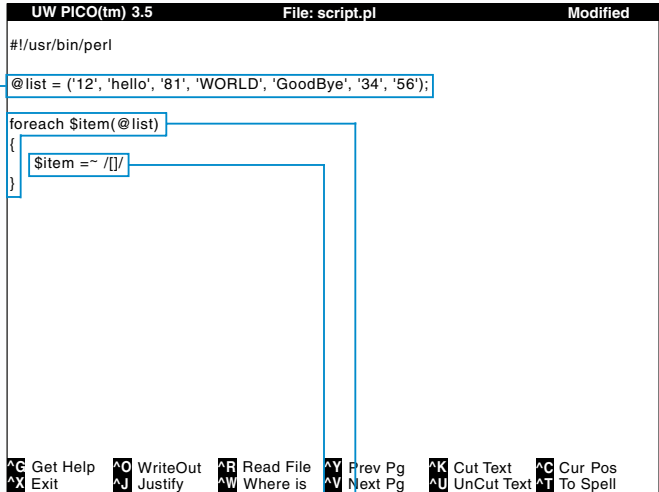 UW PICO(tm) 3.5 File: script.pl Modified
#!/usr/bin/perl
@list = ('12', 'hello', '81', 'WORLD', 'GoodBye', '34', '56');
foreach $item(@list)
{
$item =~ /[]/
}
^G Get Help ^O WriteOut ^R Read File ^Y Prev Pg ^K Cut Text ^C Cur Pos
^X Exit ^J Justify ^W Where is ^V Next Pg ^U UnCut Text ^T To Spell